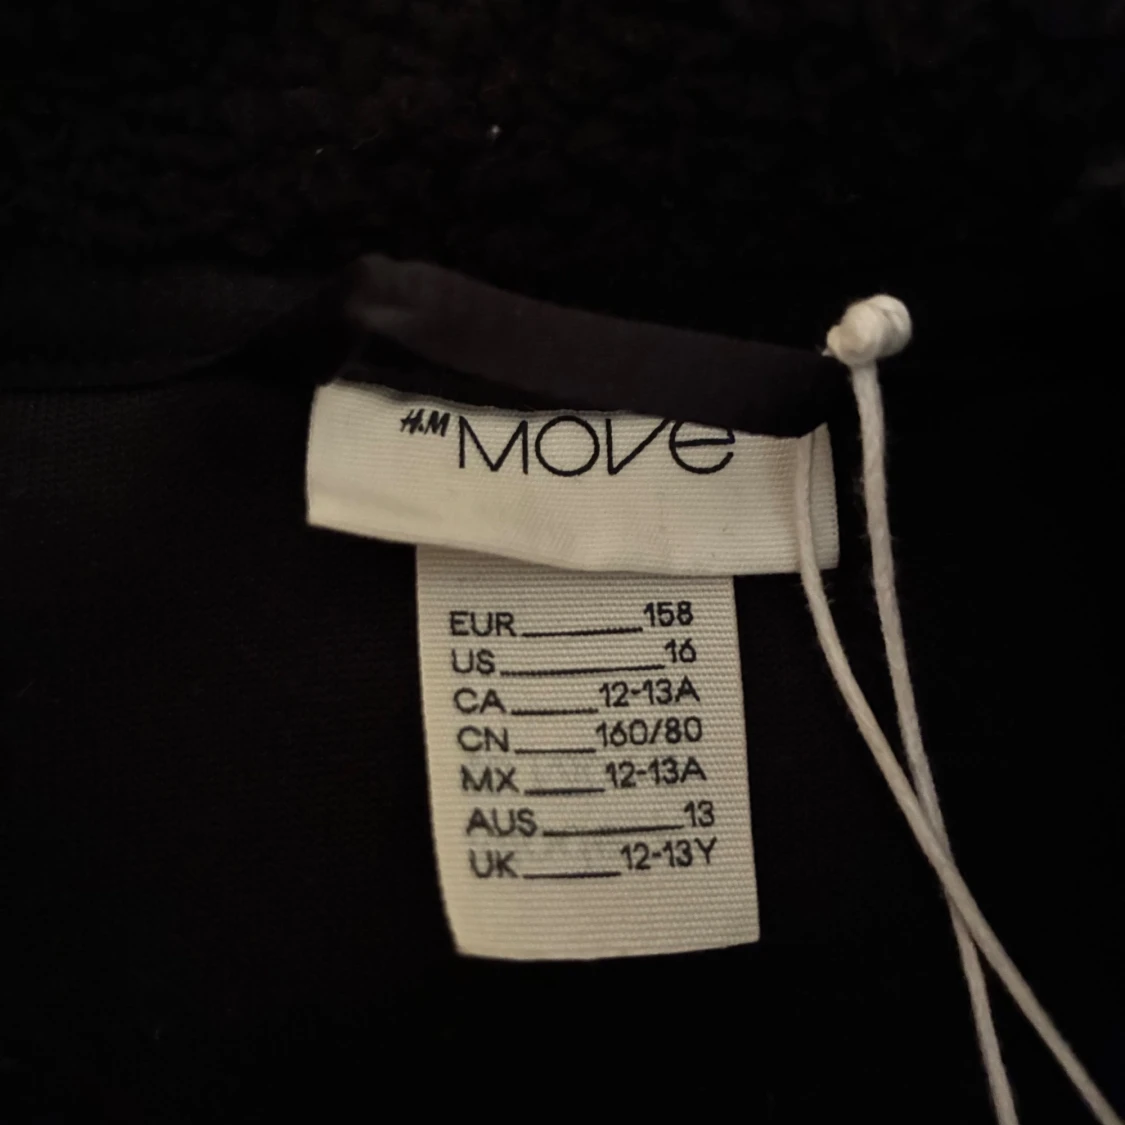 H&M MOVE
EUR 158
US 16
CA 12-13A
CN 160/80
MX 12-13A
AUS 13
UK 12-13Y